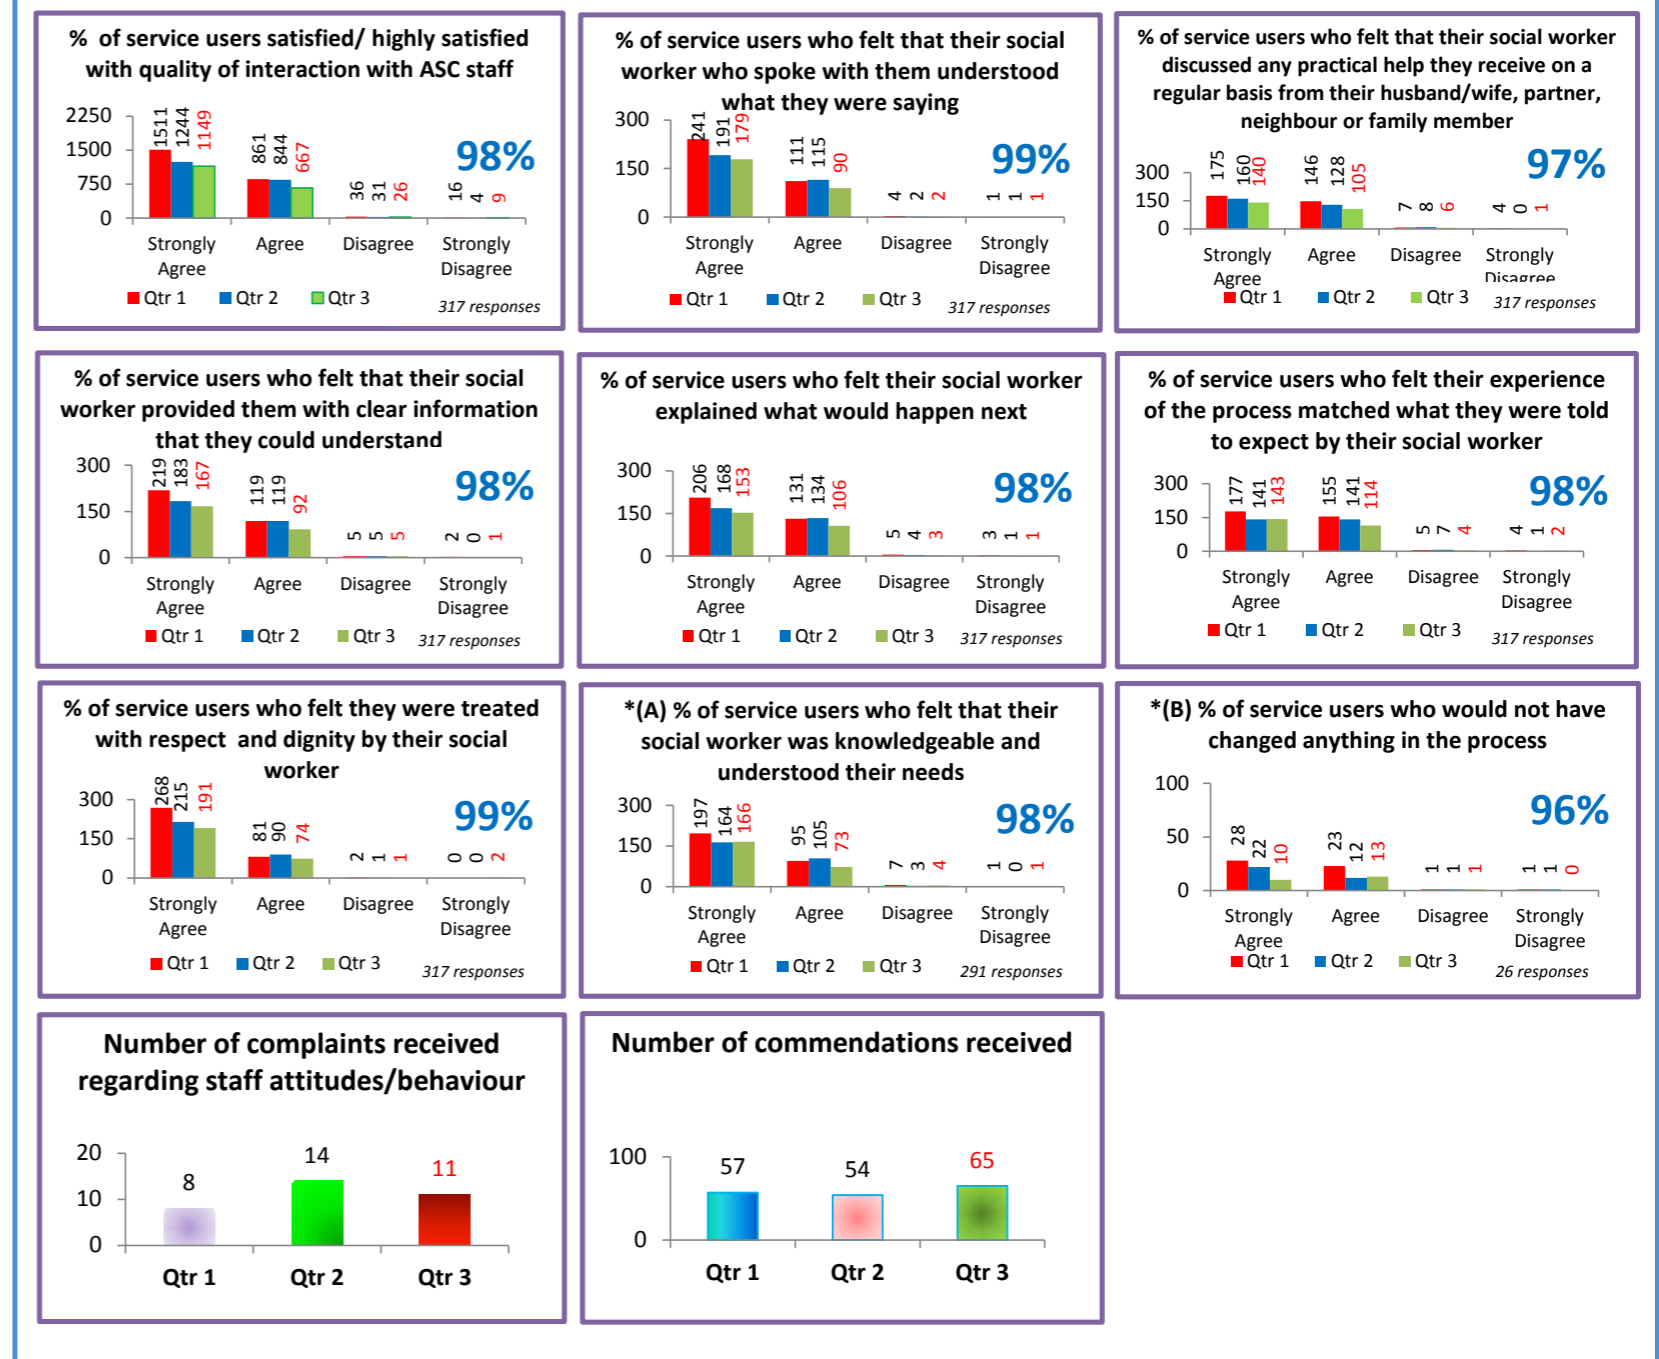 % of service users satisfied/ highly satisfied
with quality of interaction with ASC staff
2250
1500
750
0
1511
1244
1149
861
844
667
36
31
26
16
4
9
98%
Strongly
Agree
Agree
Disagree
Strongly
Disagree
Qtr 1
Qtr 2
Qtr 3
317 responses
% of service users who felt that their social
worker who spoke with them understood
what they were saying
300
150
0
241
191
179
111
115
90
4
2
2
1
1
1
99%
Strongly
Agree
Agree
Disagree
Strongly
Disagree
Qtr 1
Qtr 2
Qtr 3
317 responses
% of service users who felt that their social worker
discussed any practical help they receive on a
regular basis from their husband/wife, partner,
neighbour or family member
300
150
0
175
160
140
146
128
105
7
8
6
4
0
1
97%
Strongly
Agree
Agree
Disagree
Strongly
Disagree
Qtr 1
Qtr 2
Qtr 3
317 responses
% of service users who felt that their social
worker provided them with clear information
that they could understand
300
150
0
219
183
167
119
119
92
5
5
5
2
0
1
98%
Strongly
Agree
Agree
Disagree
Strongly
Disagree
Qtr 1
Qtr 2
Qtr 3
317 responses
% of service users who felt their social worker
explained what would happen next
300
150
0
206
168
153
131
134
106
5
4
3
3
1
1
98%
Strongly
Agree
Agree
Disagree
Strongly
Disagree
Qtr 1
Qtr 2
Qtr 3
317 responses
% of service users who felt their experience
of the process matched what they were told
to expect by their social worker
300
150
0
177
141
143
155
141
114
5
7
4
4
1
2
98%
Strongly
Agree
Agree
Disagree
Strongly
Disagree
Qtr 1
Qtr 2
Qtr 3
317 responses
% of service users who felt they were treated
with respect and dignity by their social
worker
300
150
0
268
215
191
81
90
74
2
1
1
0
0
2
99%
Strongly
Agree
Agree
Disagree
Strongly
Disagree
Qtr 1
Qtr 2
Qtr 3
317 responses
*(A) % of service users who felt that their
social worker was knowledgeable and
understood their needs
300
150
0
197
164
166
95
105
73
7
3
4
1
0
1
98%
Strongly
Agree
Agree
Disagree
Strongly
Disagree
Qtr 1
Qtr 2
Qtr 3
291 responses
*(B) % of service users who would not have
changed anything in the process
100
50
0
28
22
10
23
12
13
1
1
1
1
1
0
96%
Strongly
Agree
Agree
Disagree
Strongly
Disagree
Qtr 1
Qtr 2
Qtr 3
26 responses
Number of complaints received
regarding staff attitudes/behaviour
20
10
0
8
14
11
Qtr 1
Qtr 2
Qtr 3
Number of commendations received
100
0
57
54
65
Qtr 1
Qtr 2
Qtr 3